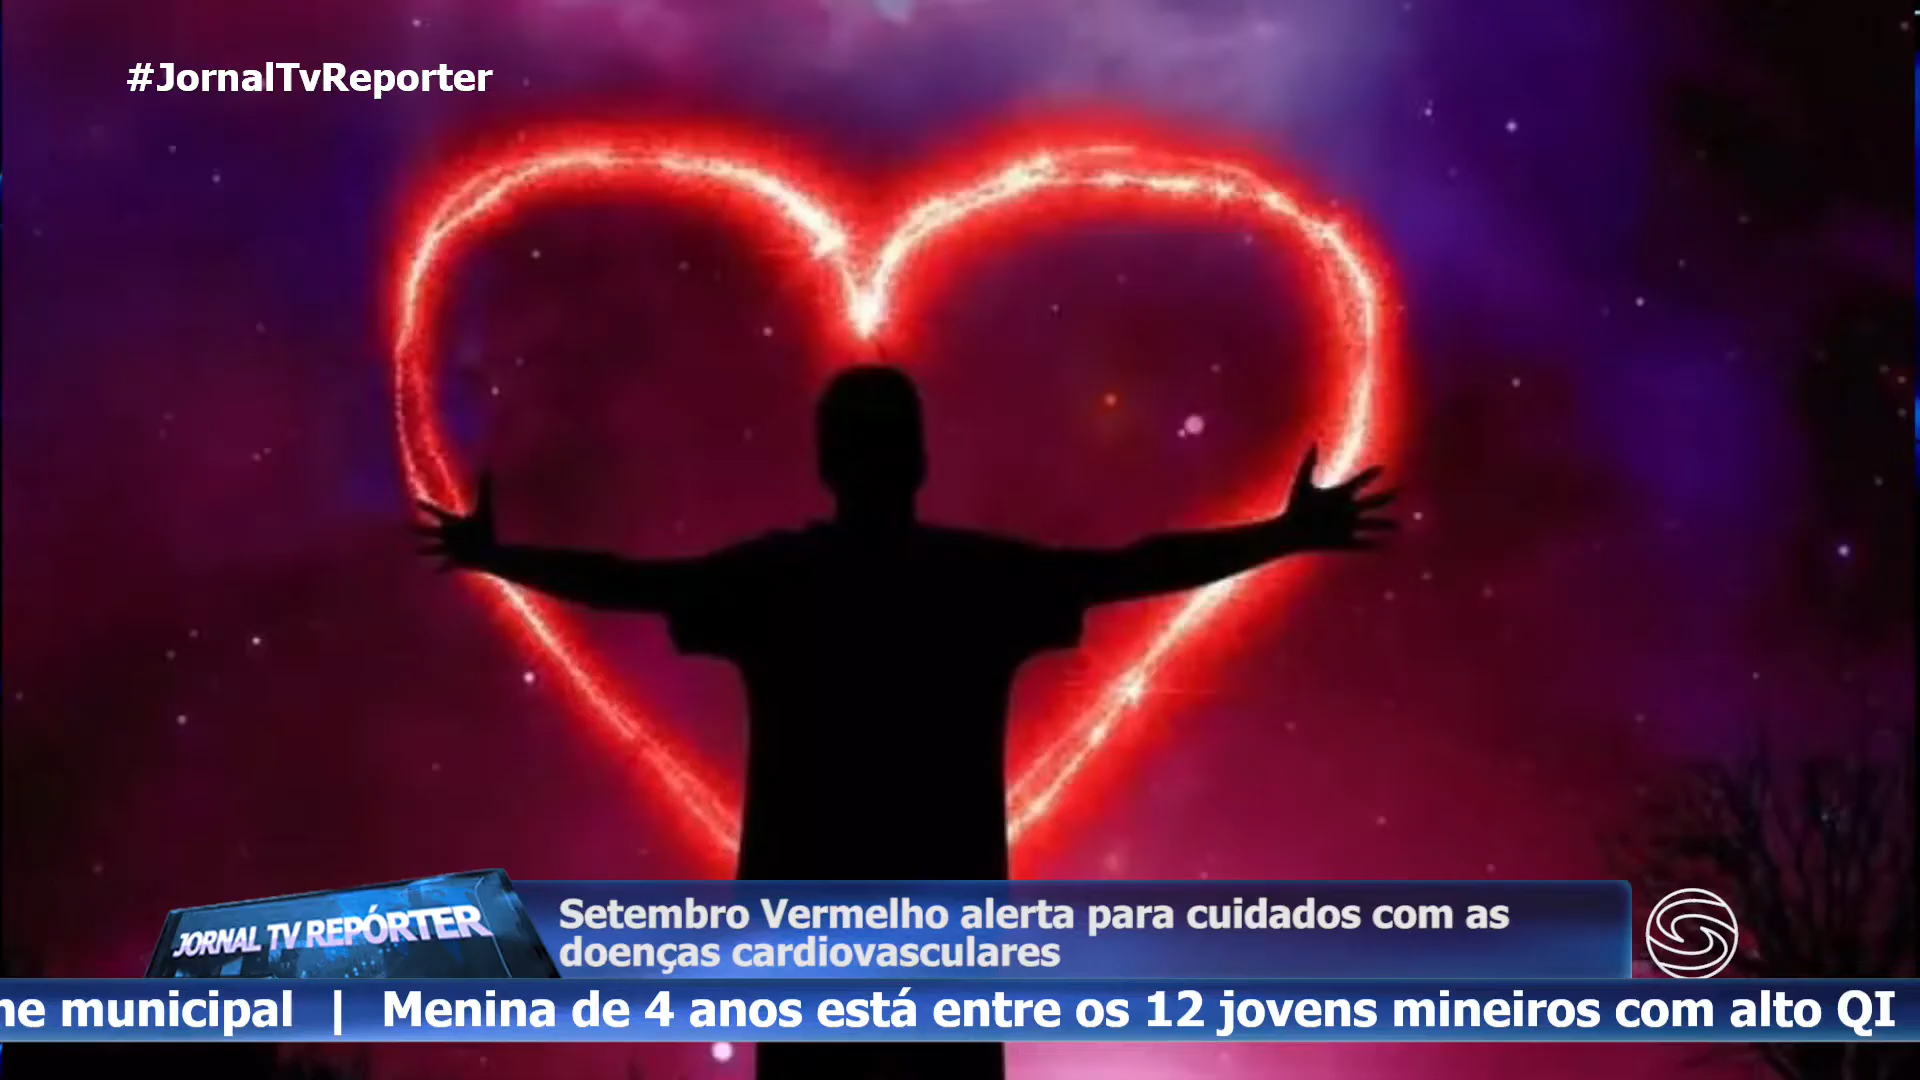 #JornalTvReporter
JORNAL TV REPÓRTER
Setembro Vermelho alerta para cuidados com as
doenças cardiovasculares
municipal | Menina de 4 anos está entre os 12 jovens mineiros com alto QI